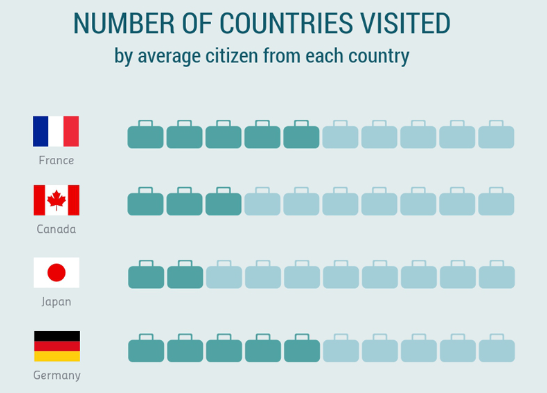 NUMBER OF COUNTRIES VISITED
by average citizen from each country
France
Canada
Japan
Germany